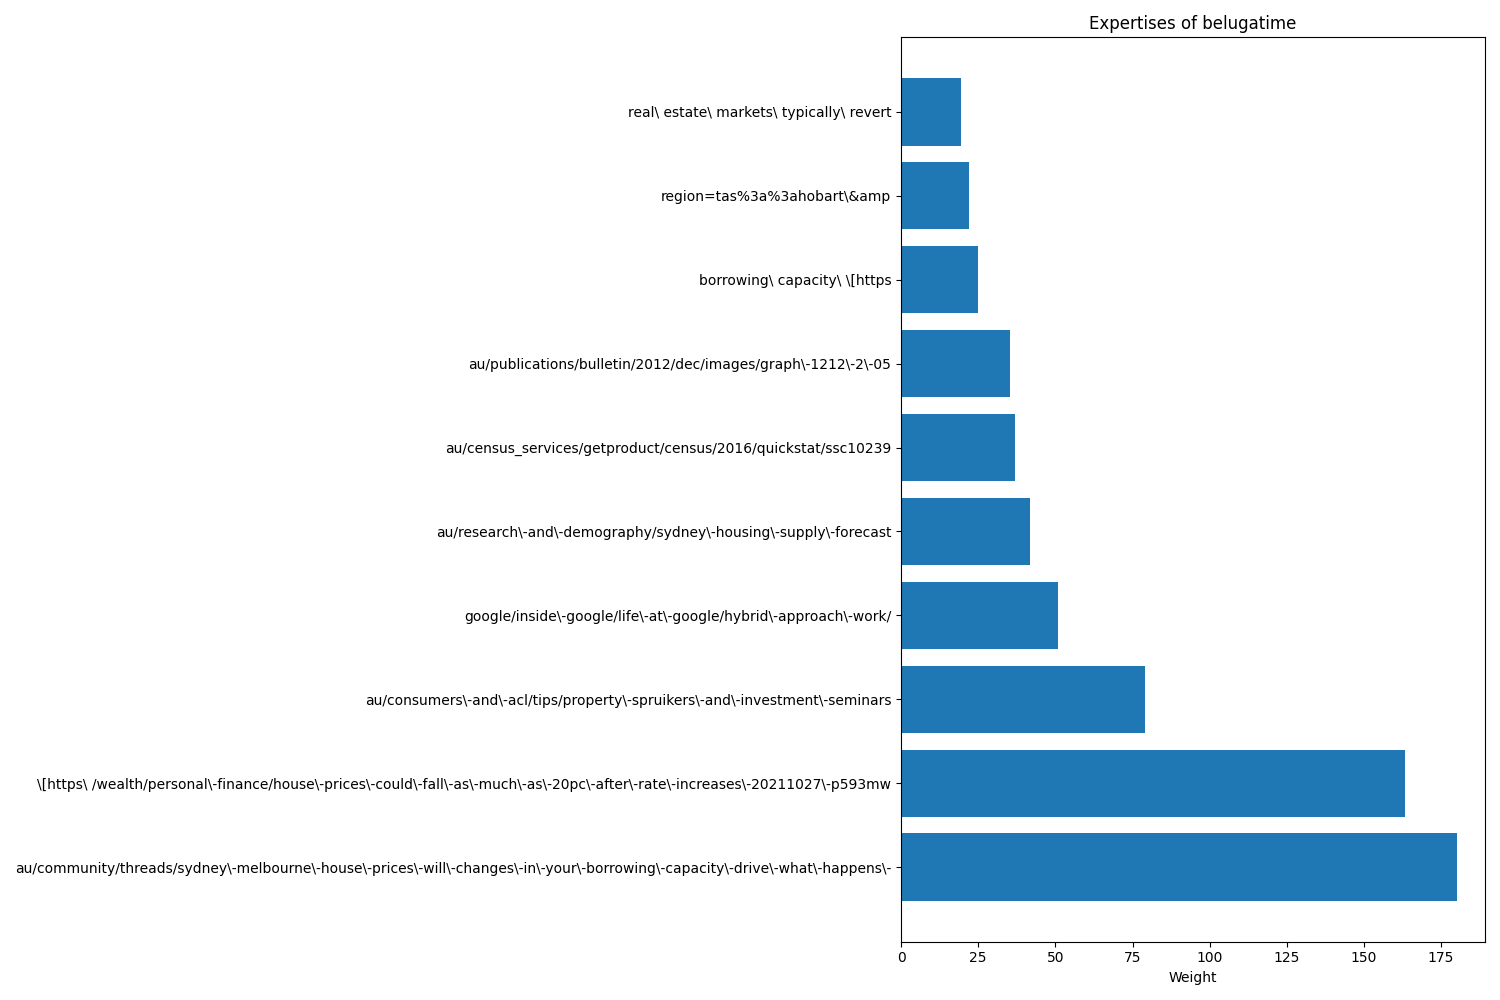 Expertises of belugatime
real\ estate\ markets\ typically\ revert
region=tas%3a%3ahobart\&amp
borrowing\ capacity\ \[https
au/publications/bulletin/2012/dec/images/graph\-1212\-2\-05
au/census_services/getproduct/census/2016/quickstat/ssc10239
au/research\-and\-demography/sydney\-housing\-supply\-forecast
google/inside\-google/life\-at\-google/hybrid\-approach\-work/
au/consumers\-and\-acl/tips/property\-spruikers\-and\-investment\-seminars
\[https\ /wealth/personal\-finance/house\-prices\-could\-fall\-as\-much\-as\-20pc\-after\-rate\-increases\-20211027\-p593mw
au/community/threads/sydney\-melbourne\-house\-prices\-will\-changes\-in\-your\-borrowing\-capacity\-drive\-what\-happens\-
0 25 50 75 100 125 150 175
Weight